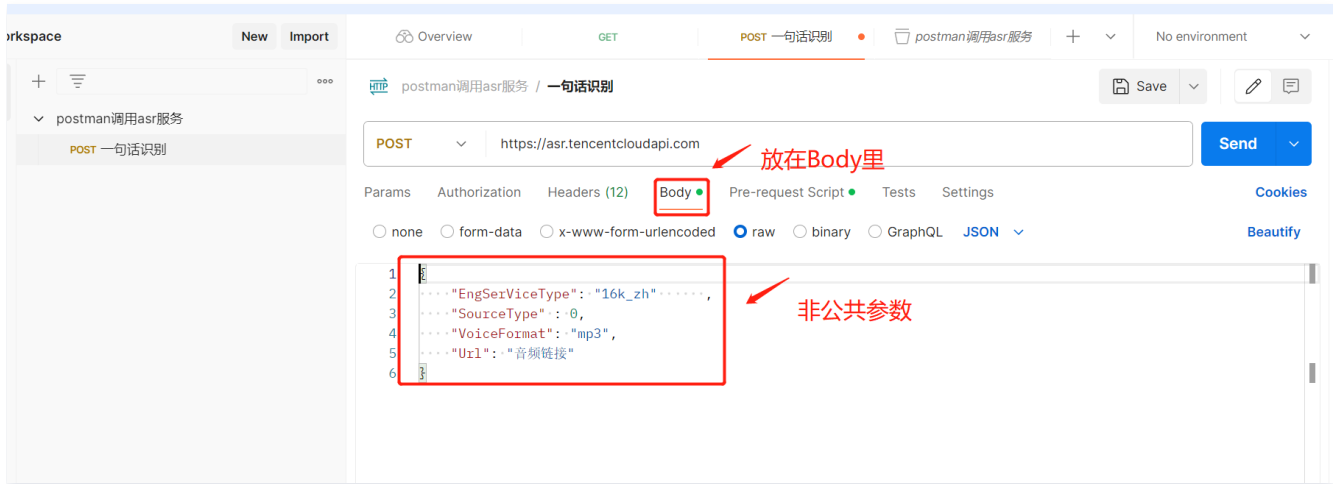 orkspace
New Import
Overview
GET
POST 一句话识别
postman调用asr服务
No environment
postman调用asr服务 / 一句话识别
Save
postman调用asr服务
POST 一句话识别
POST
https://asr.tencentcloudapi.com
Send
放在Body里
Params Authorization Headers (12) Body Pre-request Script Tests Settings Cookies
none form-data x-www-form-urlencoded raw binary GraphQL JSON Beautify
1 {
2 ····"EngSerViceType":·"16k_zh"······,
3 ····"SourceType"·:·0,
4 ····"VoiceFormat":·"mp3",
5 ····"Url":·"音频链接"
6 }
非公共参数